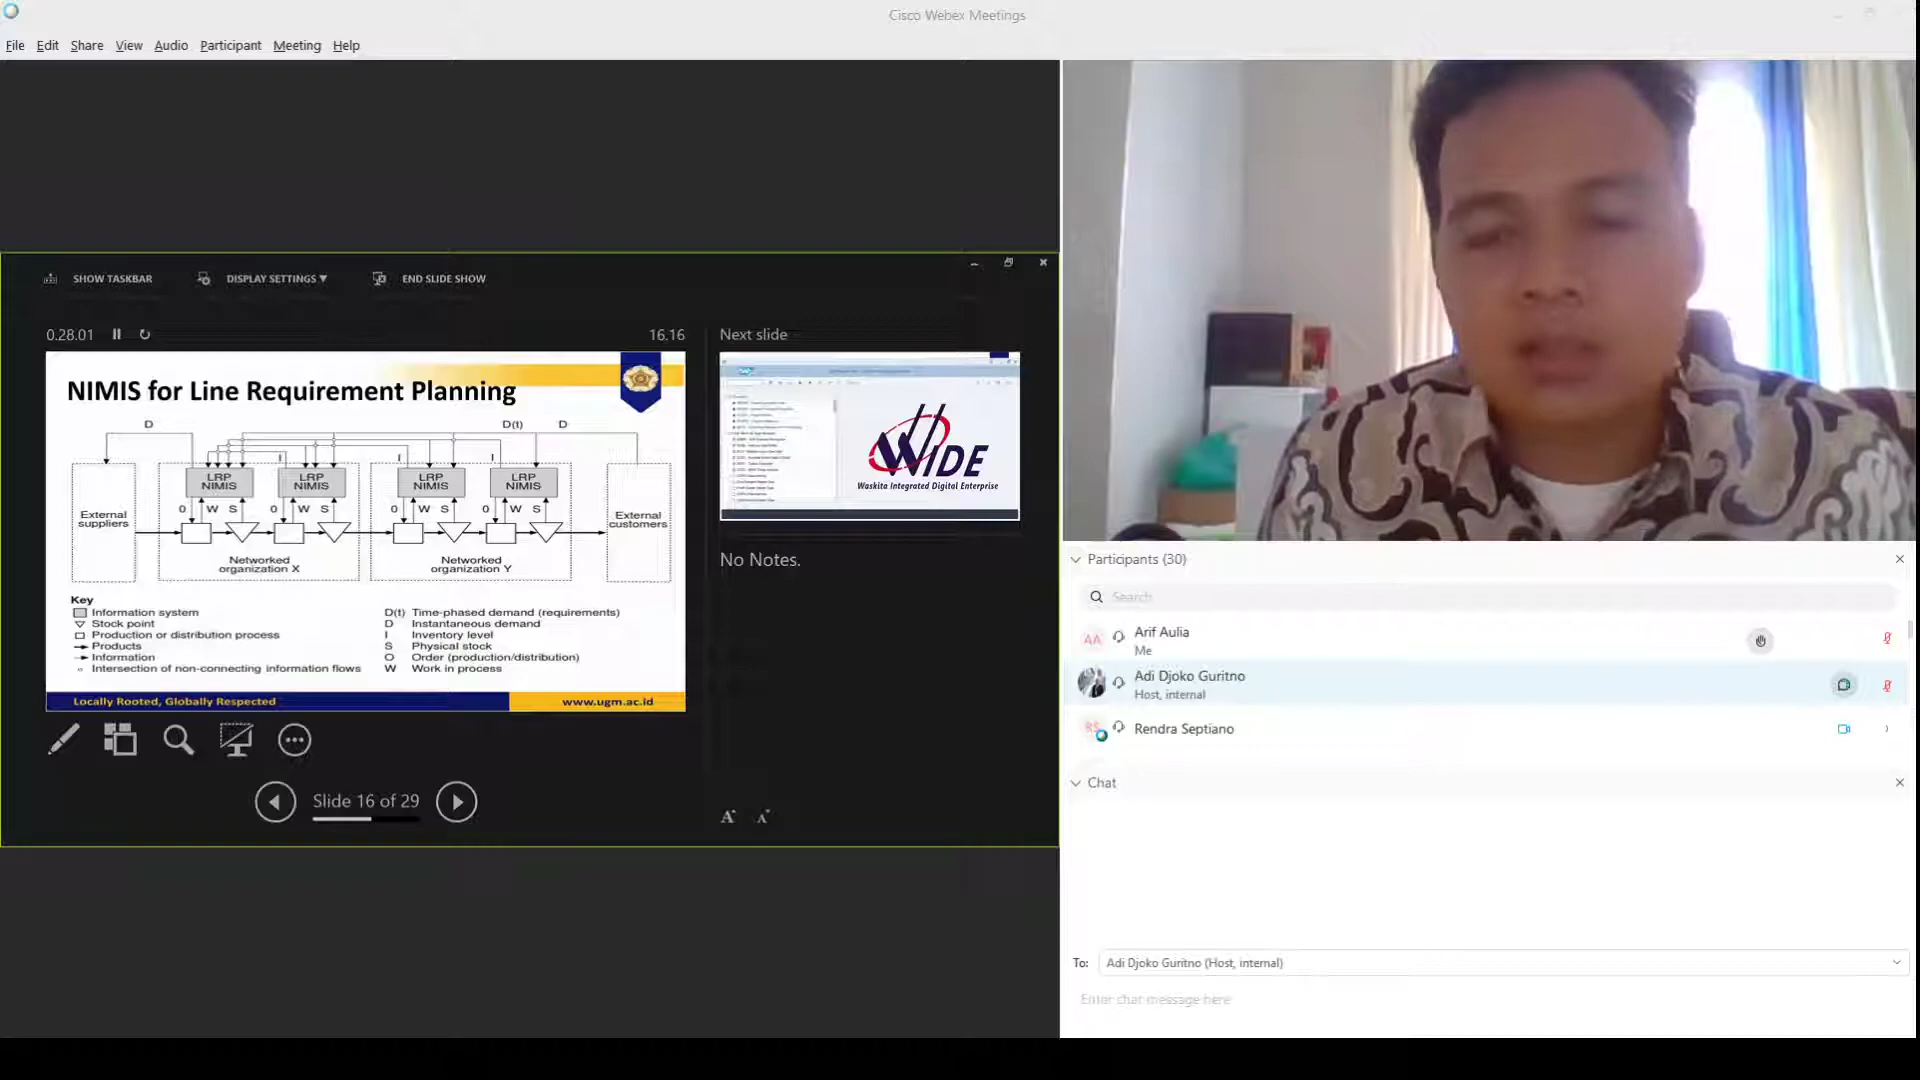 Cisco Webex Meetings
File Edit Share View Audio Participant Meeting Help
SHOW TASKBAR DISPLAY SETTINGS ▼ END SLIDE SHOW
0.28.01 16.16
NIMIS for Line Requirement Planning
D D(t) D
I I I
LRP NIMIS LRP NIMIS LRP NIMIS LRP NIMIS
O W S O W S O W S O W S
External suppliers
External customers
Networked organization X
Networked organization Y
Key
Information system
Stock point
Production or distribution process
Products
Information
Intersection of non-connecting information flows
D(t) Time-phased demand (requirements)
D Instantaneous demand
I Inventory level
S Physical stock
O Order (production/distribution)
W Work in process
Locally Rooted, Globally Respected
www.ugm.ac.id
Slide 16 of 29
Next slide
WIDE
Waskita Integrated Digital Enterprise
No Notes.
A A
Participants (30)
Search
AA Arif Aulia
Me
Adi Djoko Guritno
Host, internal
RS Rendra Septiano
Chat
To: Adi Djoko Guritno (Host, internal)
Enter chat message here